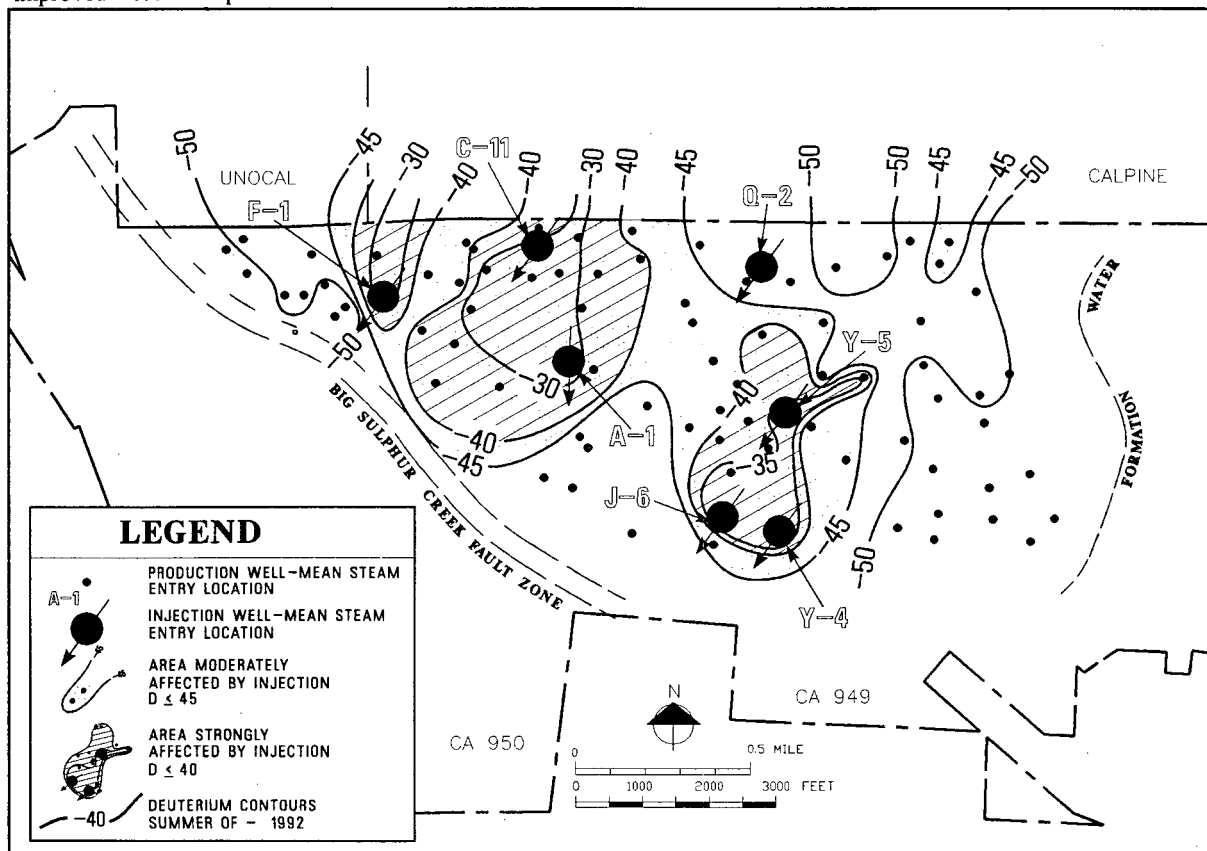 -50
-45
-30
-40
C-11
-40
-30
-40
-45
-50
-50
-45
-45
-50
UNOCAL
CALPINE
F-1
Q-2
WATER
FORMATION
Y-5
-50
-30
-40
-40
-45
A-1
-35
J-6
-45
-50
Y-4
BIG SULPHUR CREEK FAULT ZONE
LEGEND
PRODUCTION WELL-MEAN STEAM
ENTRY LOCATION
A-1
INJECTION WELL-MEAN STEAM
ENTRY LOCATION
AREA MODERATELY
AFFECTED BY INJECTION
D ≤ 45
AREA STRONGLY
AFFECTED BY INJECTION
D ≤ 40
-40
DEUTERIUM CONTOURS
SUMMER OF - 1992
CA 950
CA 949
N
0 0.5 MILE
0 1000 2000 3000 FEET